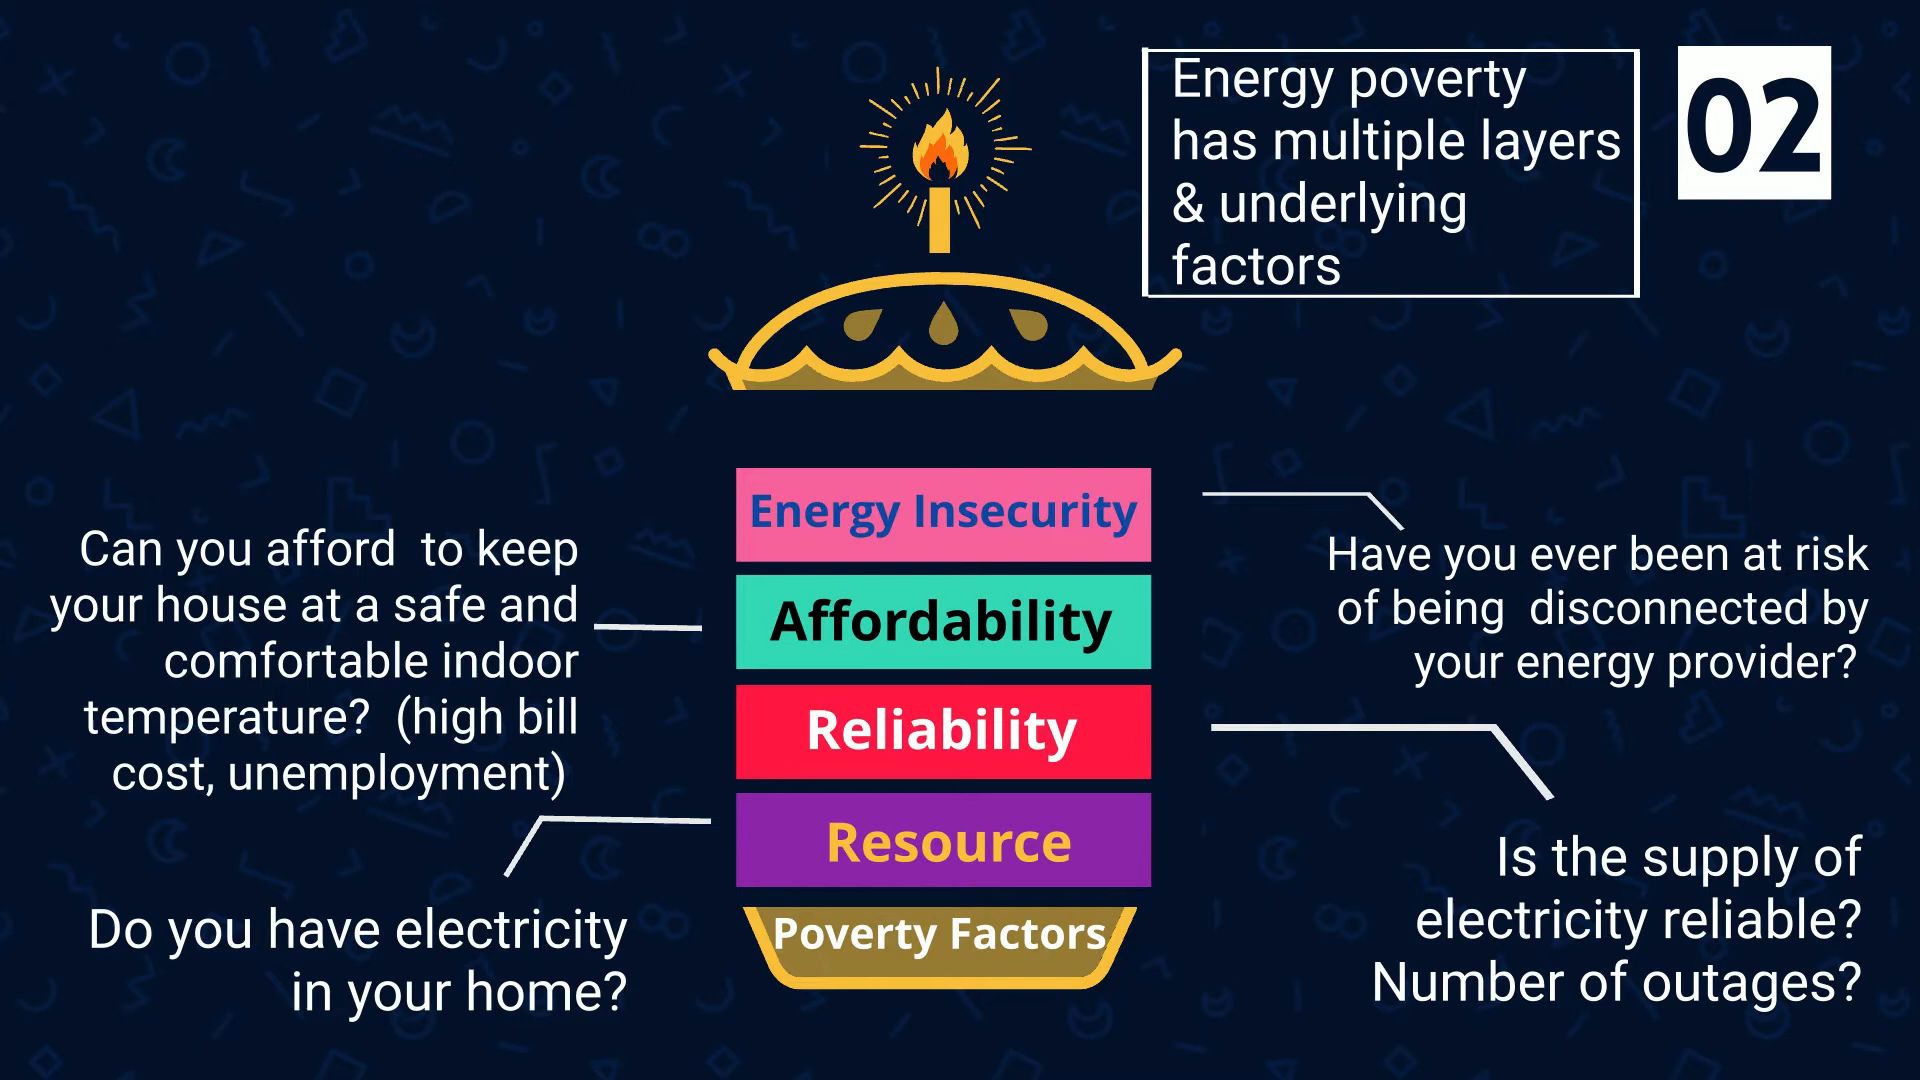 Energy poverty
has multiple layers
& underlying
factors
02
Energy Insecurity
Affordability
Reliability
Resource
Poverty Factors
Can you afford  to keep
your house at a safe and
comfortable indoor
temperature?  (high bill
cost, unemployment)
Do you have electricity
in your home?
Have you ever been at risk
of being  disconnected by
your energy provider?
Is the supply of
electricity reliable?
Number of outages?